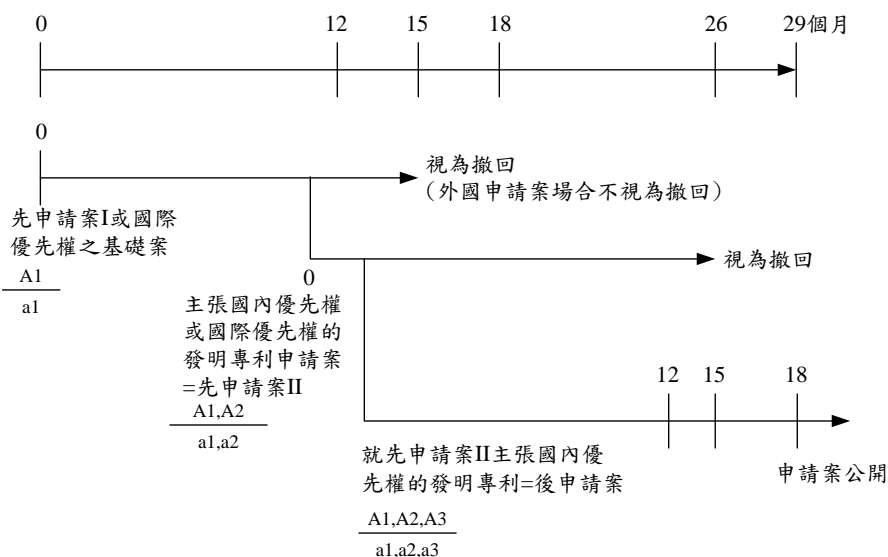 0 12 15 18 26 29個月
0
視為撤回
（外國申請案場合不視為撤回）
先申請案I或國際
優先權之基礎案
A1
a1
視為撤回
0
主張國內優先權
或國際優先權的
發明專利申請案
=先申請案II
A1,A2
a1,a2
12 15 18
申請案公開
就先申請案II主張國內優
先權的發明專利=後申請案
A1,A2,A3
a1,a2,a3